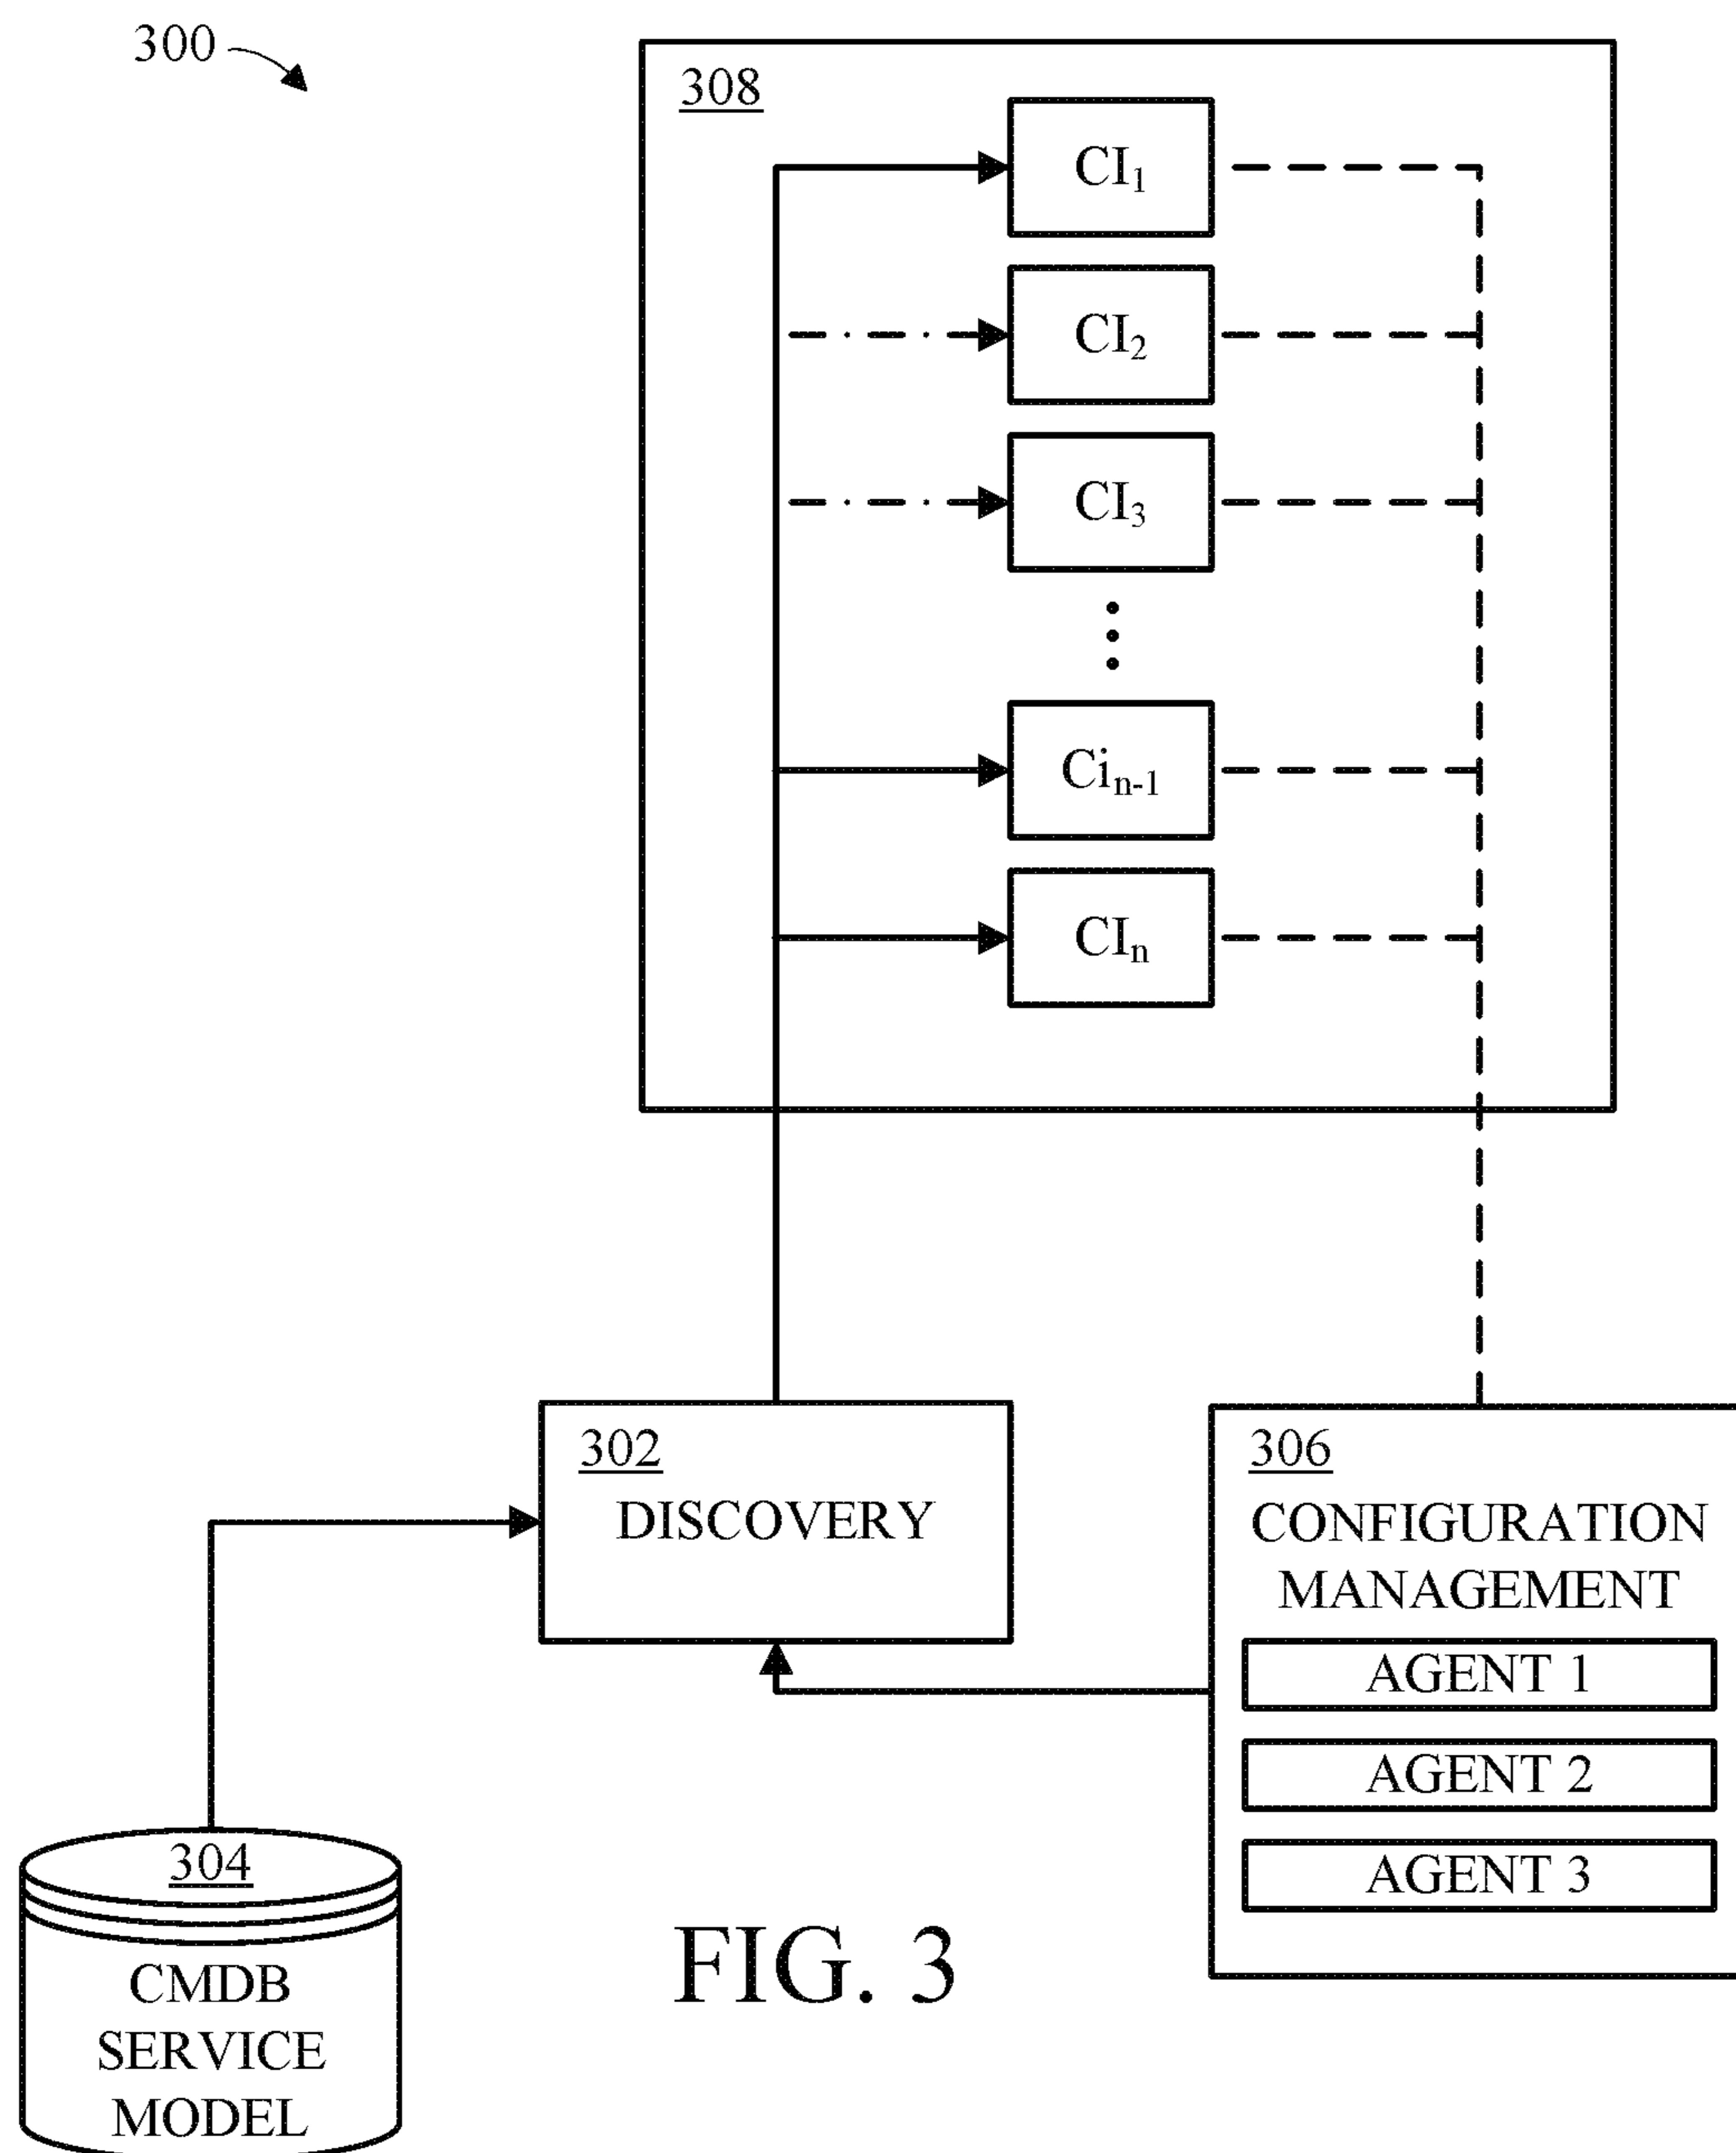 300
308
CI1
CI2
CI3
Cin-1
CIn
302
DISCOVERY
306
CONFIGURATION
MANAGEMENT
AGENT 1
AGENT 2
AGENT 3
304
CMDB
SERVICE
MODEL
FIG. 3